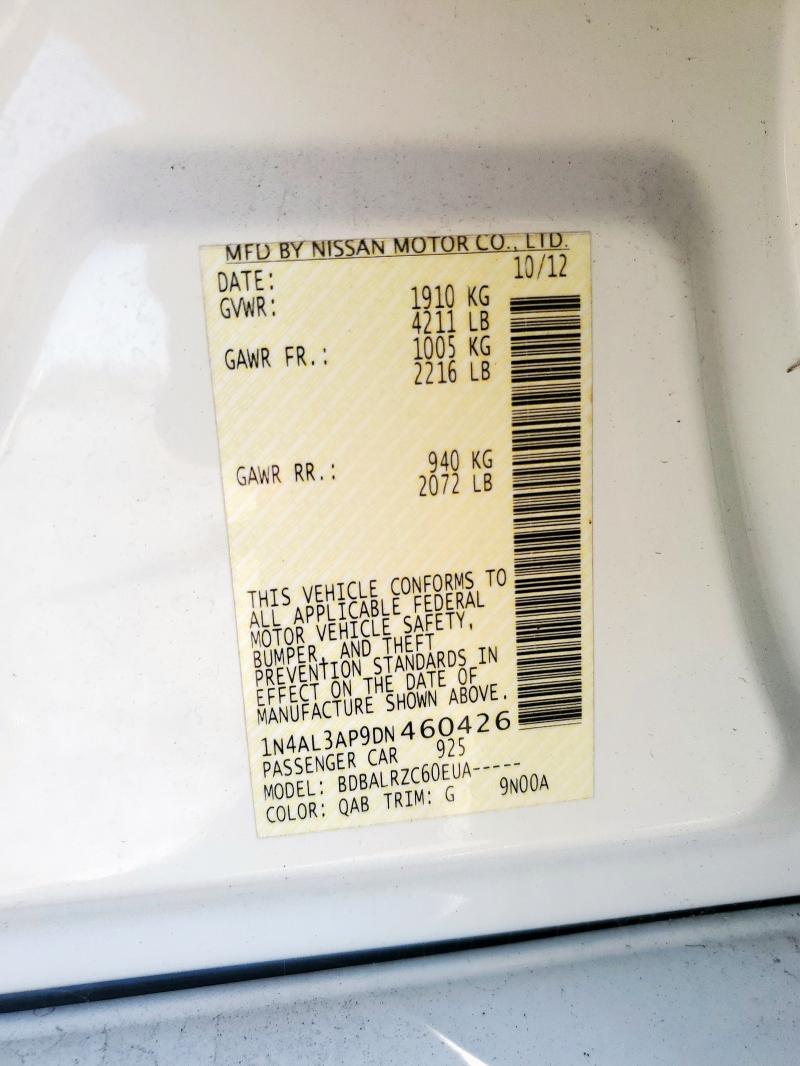 MFD BY NISSAN MOTOR CO., LTD.
DATE: 10/12
GVWR: 1910 KG
4211 LB
GAWR FR.: 1005 KG
2216 LB
GAWR RR.: 940 KG
2072 LB
THIS VEHICLE CONFORMS TO
ALL APPLICABLE FEDERAL
MOTOR VEHICLE SAFETY,
BUMPER, AND THEFT
PREVENTION STANDARDS IN
EFFECT ON THE DATE OF
MANUFACTURE SHOWN ABOVE.
1N4AL3AP9DN460426
PASSENGER CAR 925
MODEL: BDBALRZC60EUA-----
COLOR: QAB TRIM: G 9N00A